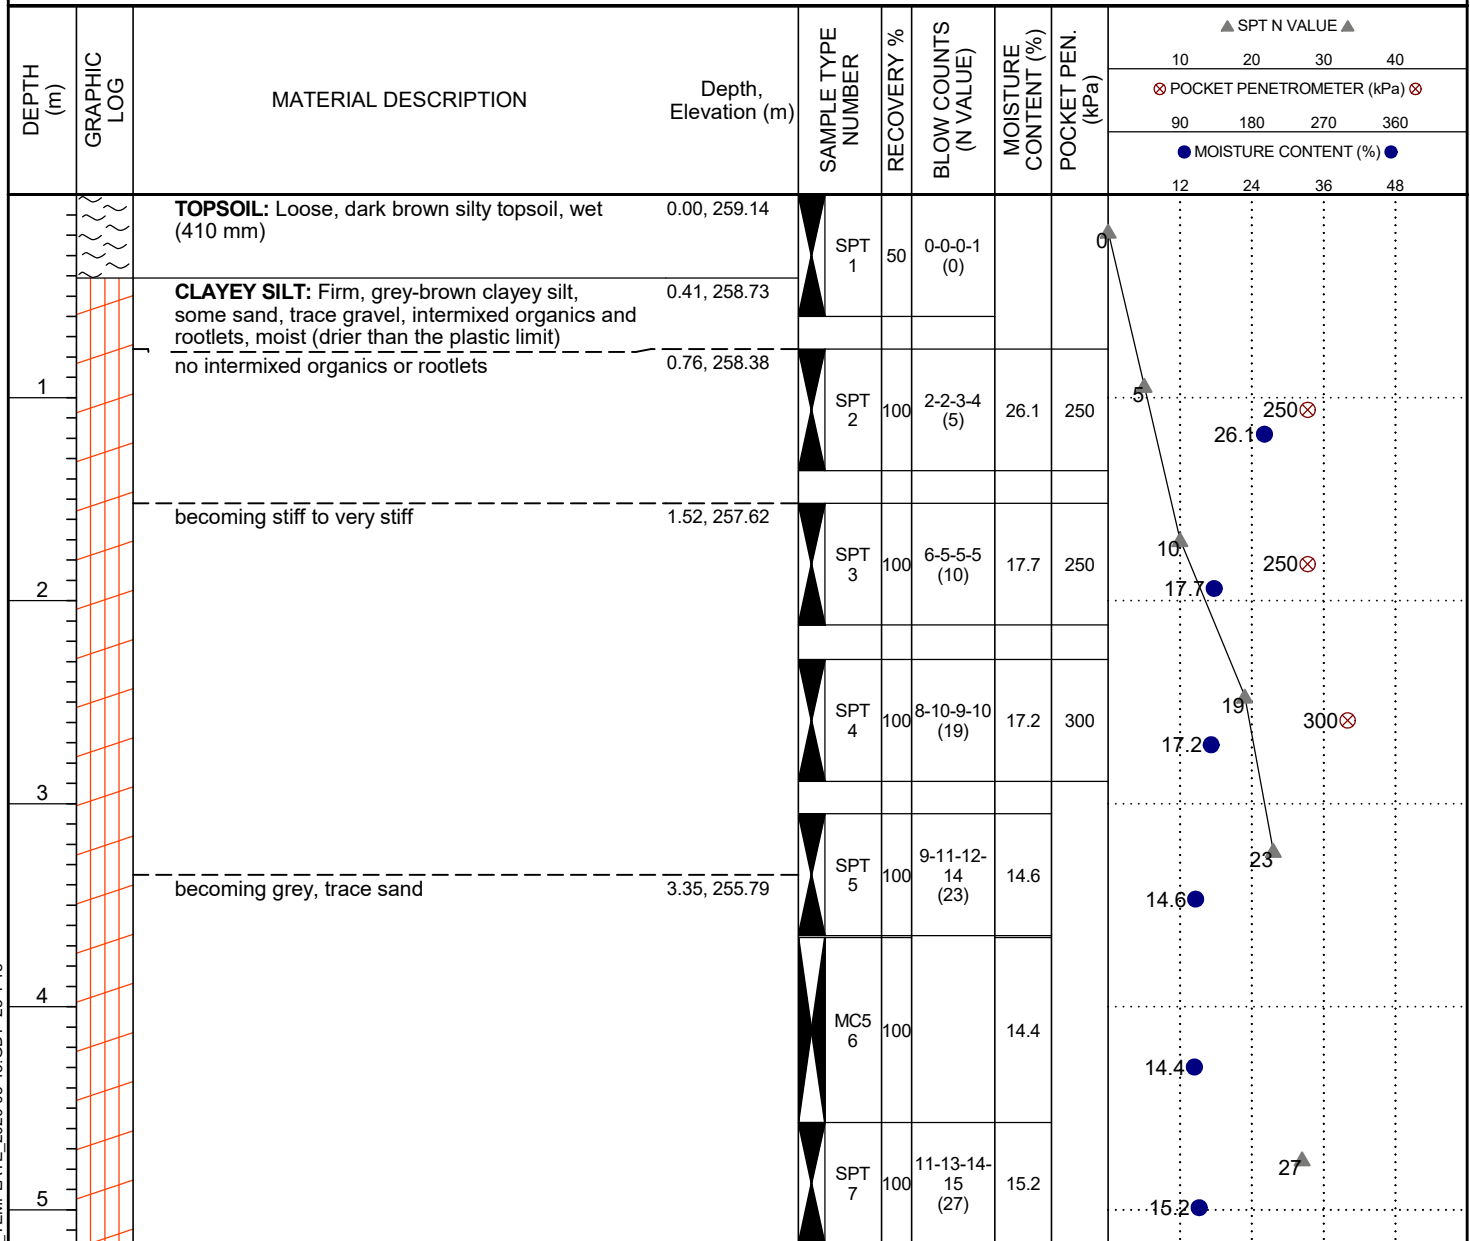 DEPTH
(m)
GRAPHIC
LOG
MATERIAL DESCRIPTION
Depth,
Elevation (m)
SAMPLE TYPE
NUMBER
RECOVERY %
BLOW COUNTS
(N VALUE)
MOISTURE
CONTENT (%)
POCKET PEN.
(kPa)
SPT N VALUE
10 20 30 40
POCKET PENETROMETER (kPa)
90 180 270 360
MOISTURE CONTENT (%)
12 24 36 48
TOPSOIL: Loose, dark brown silty topsoil, wet
(410 mm)
0.00, 259.14
SPT
1
50
0-0-0-1
(0)
0
CLAYEY SILT: Firm, grey-brown clayey silt,
some sand, trace gravel, intermixed organics and
rootlets, moist (drier than the plastic limit)
0.41, 258.73
no intermixed organics or rootlets
0.76, 258.38
1
SPT
2
100
2-2-3-4
(5)
26.1
250
5
250
26.1
becoming stiff to very stiff
1.52, 257.62
2
SPT
3
100
6-5-5-5
(10)
17.7
250
10
250
17.7
SPT
4
100
8-10-9-10
(19)
17.2
300
19
300
17.2
3
SPT
5
100
9-11-12-
14
(23)
14.6
23
14.6
becoming grey, trace sand
3.35, 255.79
4
MC5
6
100
14.4
14.4
5
SPT
7
100
11-13-14-
15
(27)
15.2
27
15.2